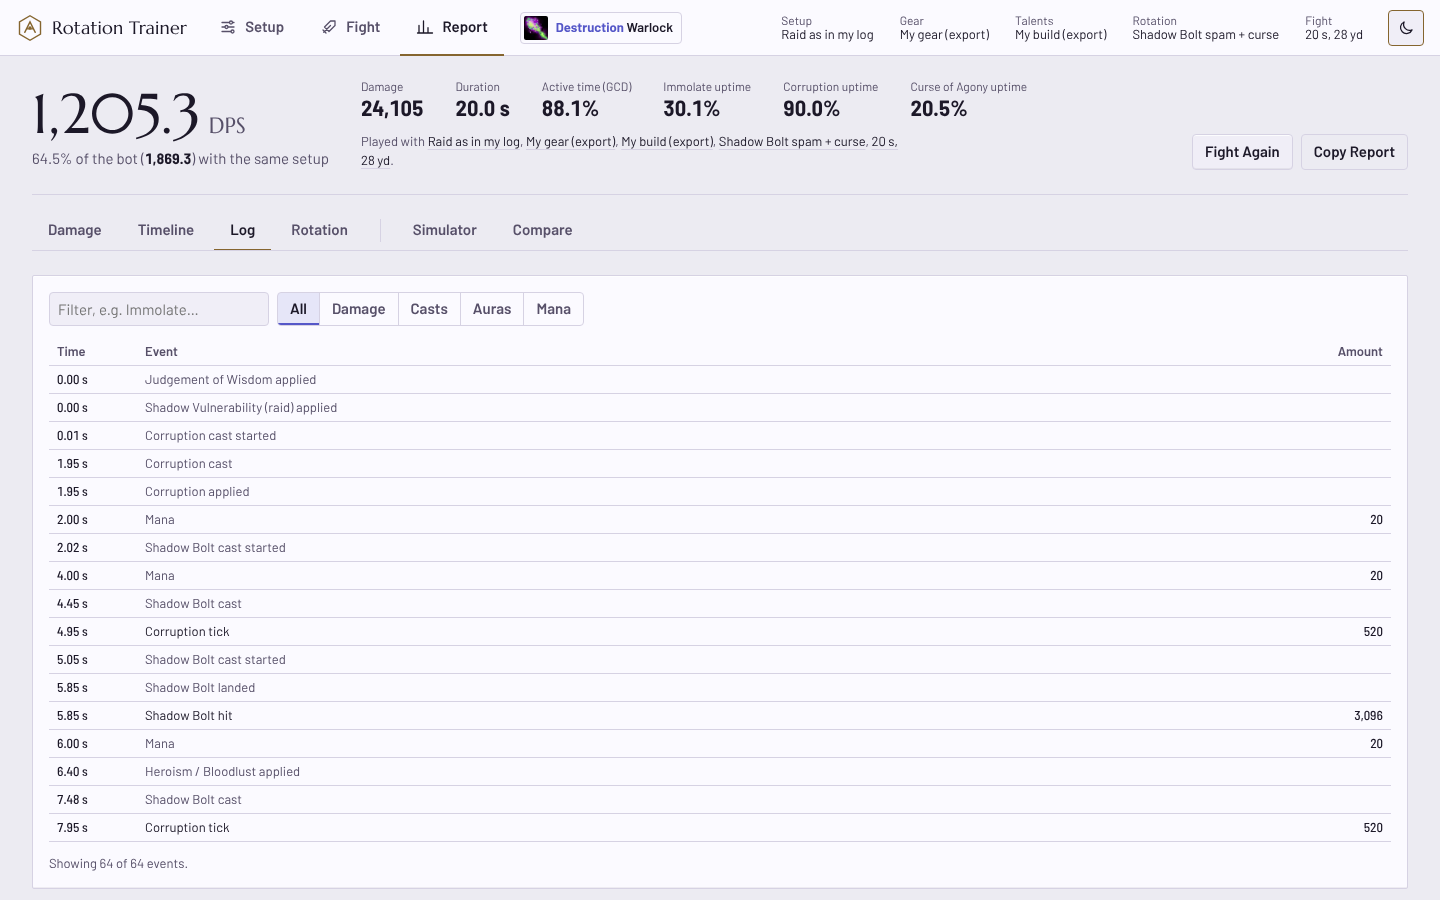 Rotation Trainer
Setup
Fight
Report
Destruction Warlock
Setup
Raid as in my log
Gear
My gear (export)
Talents
My build (export)
Rotation
Shadow Bolt spam + curse
Fight
20 s, 28 yd
1,205.3 DPS
64.5% of the bot (1,869.3) with the same setup
Damage
24,105
Duration
20.0 s
Active time (GCD)
88.1%
Immolate uptime
30.1%
Corruption uptime
90.0%
Curse of Agony uptime
20.5%
Played with Raid as in my log, My gear (export), My build (export), Shadow Bolt spam + curse, 20 s,
28 yd.
Fight Again
Copy Report
Damage
Timeline
Log
Rotation
Simulator
Compare
Filter, e.g. Immolate...
All
Damage
Casts
Auras
Mana
Time Event Amount
0.00 s Judgement of Wisdom applied
0.00 s Shadow Vulnerability (raid) applied
0.01 s Corruption cast started
1.95 s Corruption cast
1.95 s Corruption applied
2.00 s Mana 20
2.02 s Shadow Bolt cast started
4.00 s Mana 20
4.45 s Shadow Bolt cast
4.95 s Corruption tick 520
5.05 s Shadow Bolt cast started
5.85 s Shadow Bolt landed
5.85 s Shadow Bolt hit 3,096
6.00 s Mana 20
6.40 s Heroism / Bloodlust applied
7.48 s Shadow Bolt cast
7.95 s Corruption tick 520
Showing 64 of 64 events.